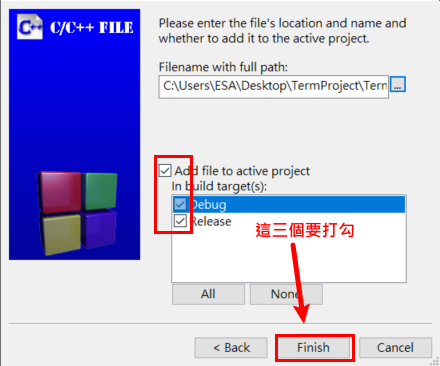 C++ C/C++ FILE
Please enter the file's location and name and
whether to add it to the active project.
Filename with full path:
C:\Users\ESA\Desktop\TermProject\Tern
...
Add file to active project
In build target(s):
Debug
Release
這三個要打勾
All
None
< Back
Finish
Cancel